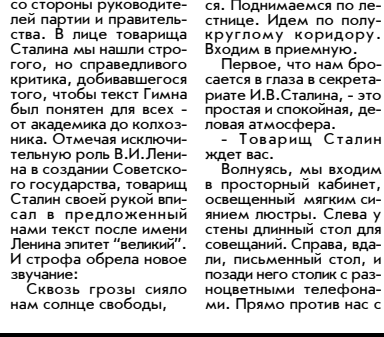 со стороны руководите-
лей партии и правитель-
ства. В лице товарища
Сталина мы нашли стро-
гого, но справедливого
критика, добивавшегося
того, чтобы текст Гимна
был понятен для всех -
от академика до колхоз-
ника. Отмечая исключи-
тельную роль В.И.Лени-
на в создании Советско-
го государства, товарищ
Сталин своей рукой впи-
сал в предложенный
нами текст после имени
Ленина эпитет "великий".
И строфа обрела новое
звучание:
Сквозь грозы сияло
нам солнце свободы,
ся. Поднимаемся по ле-
стнице. Идем по полу-
круглому коридору.
Входим в приемную.
Первое, что нам бро-
сается в глаза в секрета-
риате И.В.Сталина, - это
простая и спокойная, де-
ловая атмосфера.
- Товарищ Сталин
ждет вас.
Волнуясь, мы входим
в просторный кабинет,
освещенный мягким си-
янием люстры. Слева у
стены длинный стол для
совещаний. Справа, вда-
ли, письменный стол, и
позади него столик с раз-
ноцветными телефона-
ми. Прямо против нас с